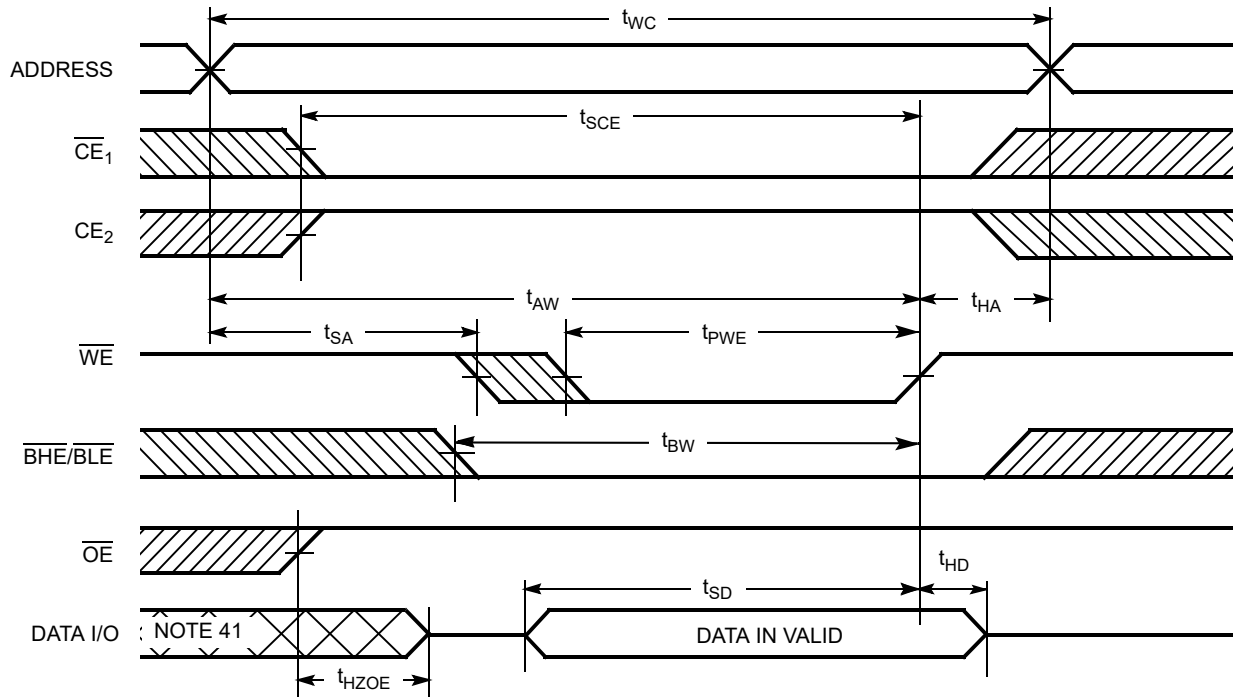 tWC
ADDRESS
tSCE
CE1
CE2
tAW
tHA
tSA
tPWE
WE
tBW
BHE/BLE
OE
tHD
tSD
DATA I/O
NOTE 41
DATA IN VALID
tHZOE